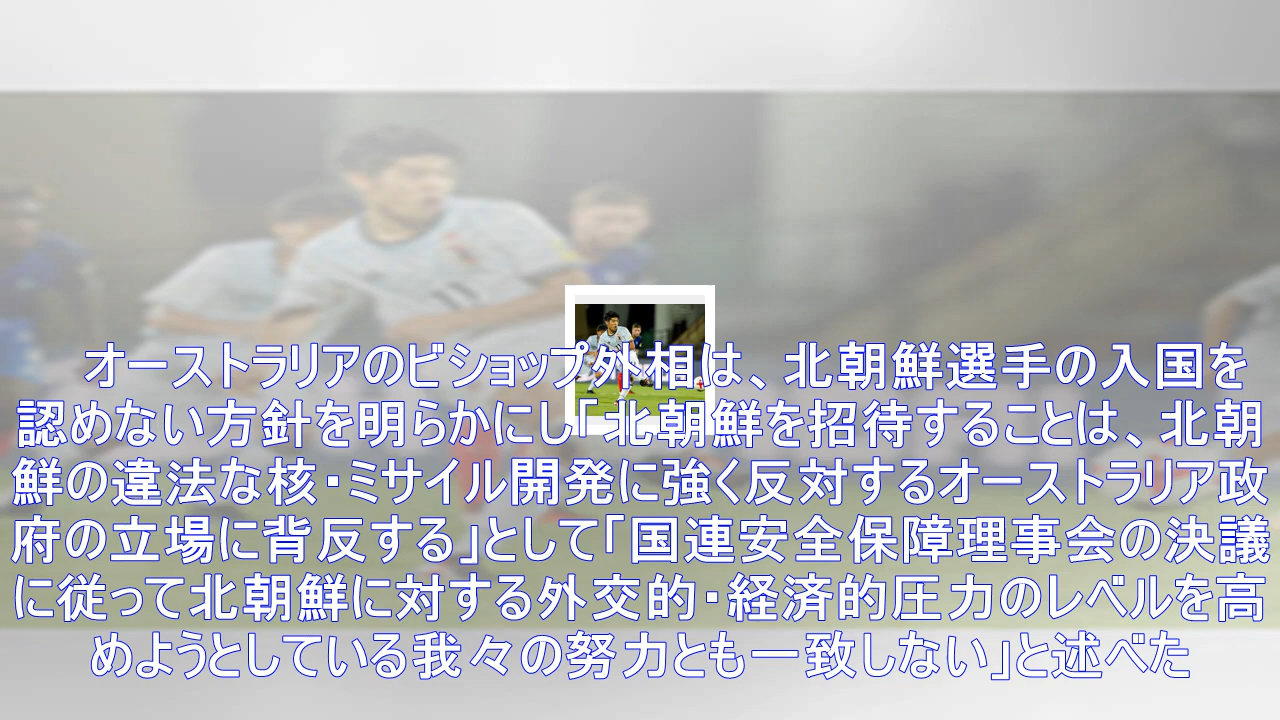 オーストラリアのビショップ外相は、北朝鮮選手の入国を
認めない方針を明らかにし「北朝鮮を招待することは、北朝
鮮の違法な核・ミサイル開発に強く反対するオーストラリア政
府の立場に背反する」として「国連安全保障理事会の決議
に従って北朝鮮に対する外交的・経済的圧力のレベルを高
めようとしている我々の努力とも一致しない」と述べた